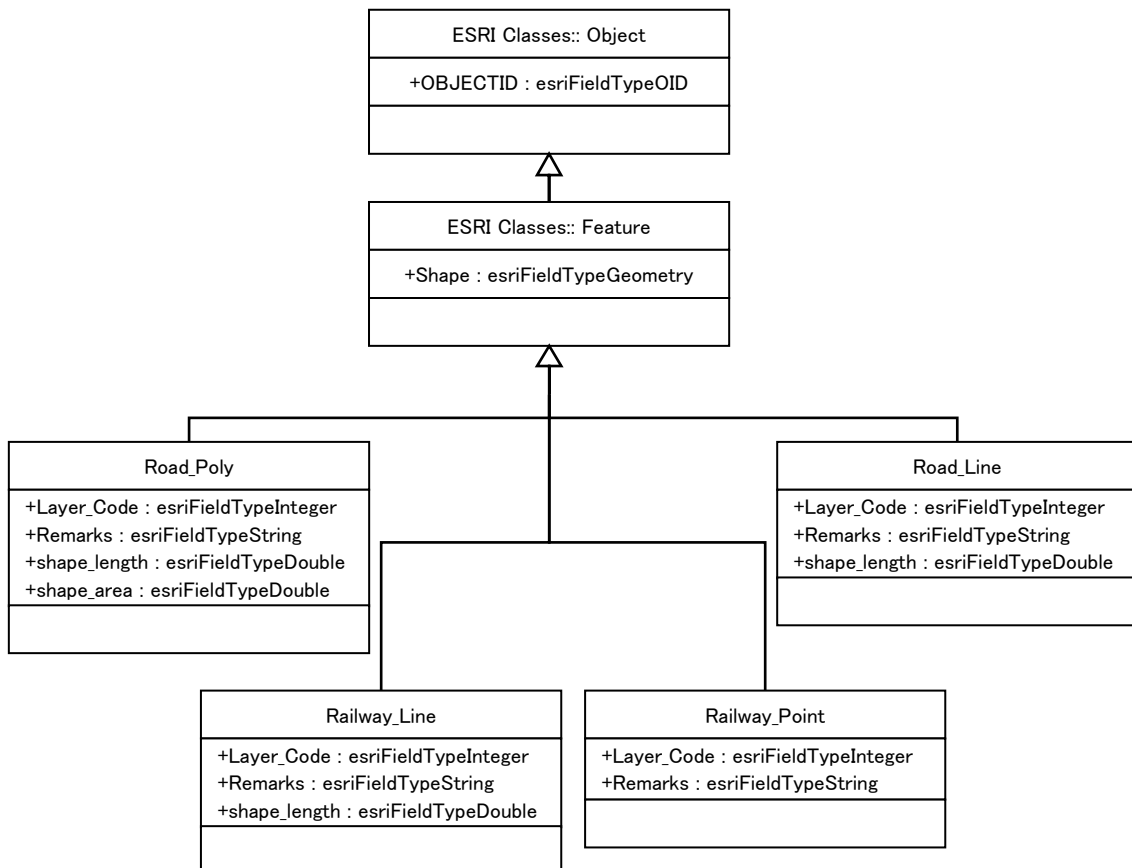 ESRI Classes:: Object
+OBJECTID : esriFieldTypeOID
ESRI Classes:: Feature
+Shape : esriFieldTypeGeometry
Road_Poly
+Layer_Code : esriFieldTypeInteger
+Remarks : esriFieldTypeString
+shape_length : esriFieldTypeDouble
+shape_area : esriFieldTypeDouble
Road_Line
+Layer_Code : esriFieldTypeInteger
+Remarks : esriFieldTypeString
+shape_length : esriFieldTypeDouble
Railway_Line
+Layer_Code : esriFieldTypeInteger
+Remarks : esriFieldTypeString
+shape_length : esriFieldTypeDouble
Railway_Point
+Layer_Code : esriFieldTypeInteger
+Remarks : esriFieldTypeString